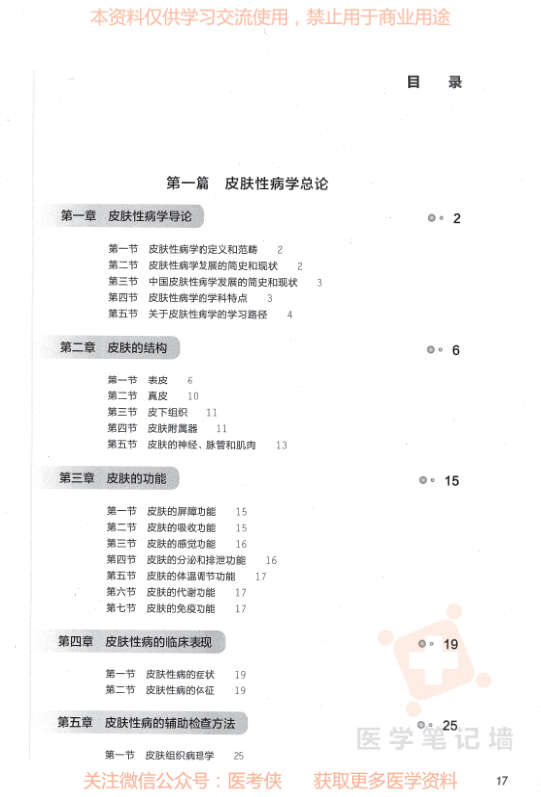 本资料仅供学习交流使用，禁止用于商业用途
目 录
第一篇 皮肤性病学总论
第一章 皮肤性病学导论 2
第一节 皮肤性病学的定义和范畴 2
第二节 皮肤性病学发展的简史和现状 2
第三节 中国皮肤性病学发展的简史和现状 3
第四节 皮肤性病学的学科特点 3
第五节 关于皮肤性病学的学习路径 4
第二章 皮肤的结构 6
第一节 表皮 6
第二节 真皮 10
第三节 皮下组织 11
第四节 皮肤附属器 11
第五节 皮肤的神经、脉管和肌肉 13
第三章 皮肤的功能 15
第一节 皮肤的屏障功能 15
第二节 皮肤的吸收功能 15
第三节 皮肤的感觉功能 16
第四节 皮肤的分泌和排泄功能 16
第五节 皮肤的体温调节功能 17
第六节 皮肤的代谢功能 17
第七节 皮肤的免疫功能 17
第四章 皮肤性病的临床表现 19
第一节 皮肤性病的症状 19
第二节 皮肤性病的体征 19
第五章 皮肤性病的辅助检查方法 25
医学笔记墙
第一节 皮肤组织病理学 25
关注微信公众号：医考侠 获取更多医学资料
17